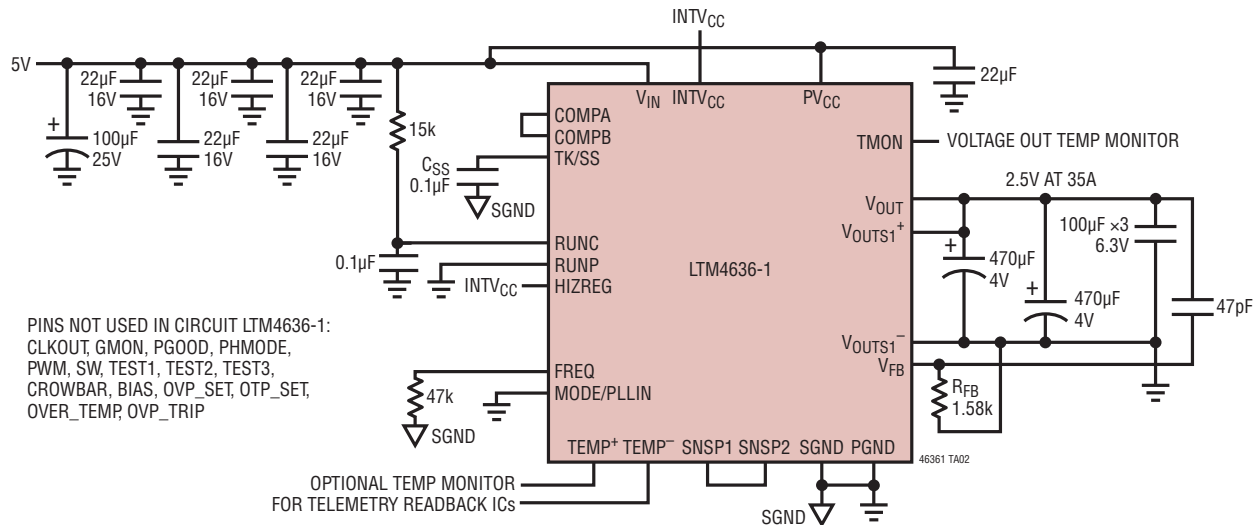 INTVCC
5V
22µF
16V
22µF
16V
22µF
16V
22µF
VIN
INTVCC
PVCC
100µF
25V
22µF
16V
22µF
16V
15k
COMPA
COMPB
TK/SS
CSS
0.1µF
SGND
TMON
VOLTAGE OUT TEMP MONITOR
2.5V AT 35A
VOUT
VOUTS1+
100µF ×3
6.3V
+
+
+
470µF
4V
470µF
4V
47pF
0.1µF
RUNC
RUNP
INTVCC
HIZREG
LTM4636-1
PINS NOT USED IN CIRCUIT LTM4636-1:
CLKOUT, GMON, PGOOD, PHMODE,
PWM, SW, TEST1, TEST2, TEST3,
CROWBAR, BIAS, OVP_SET, OTP_SET,
OVER_TEMP, OVP_TRIP
VOUTS1–
VFB
RFB
1.58k
FREQ
47k
MODE/PLLIN
SGND
TEMP+
TEMP–
SNSP1
SNSP2
SGND
PGND
46361 TA02
OPTIONAL TEMP MONITOR
FOR TELEMETRY READBACK ICs
SGND